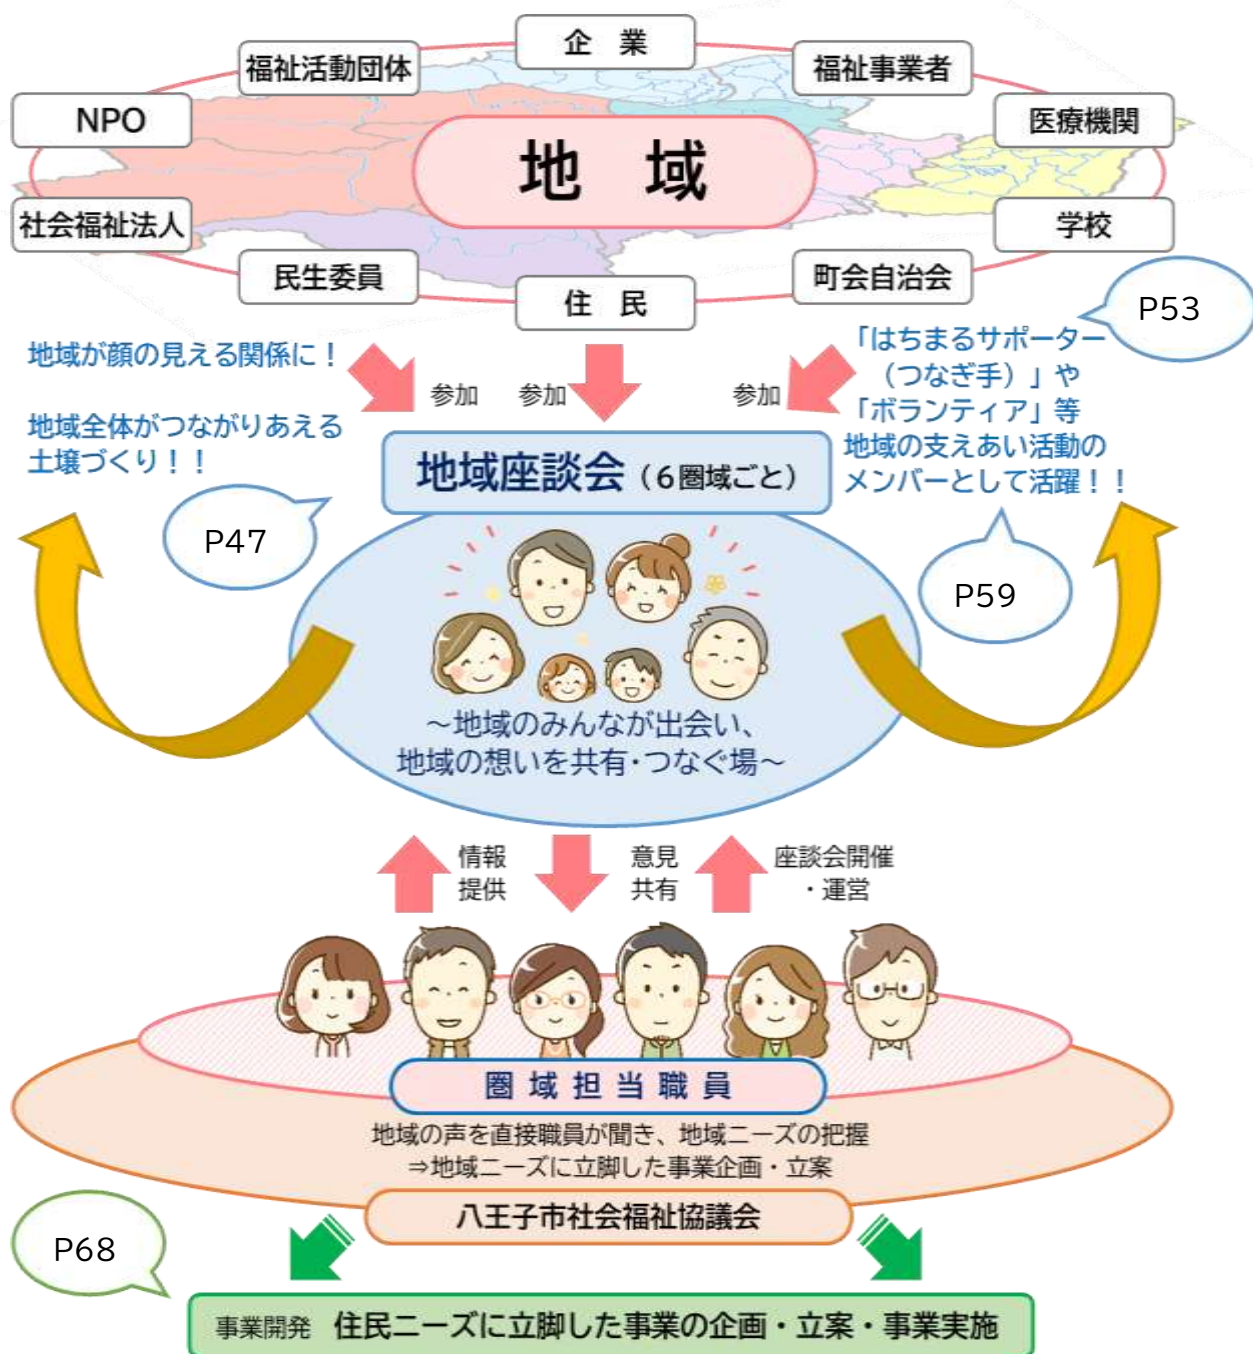 企 業
福祉活動団体
福祉事業者
NPO
医療機関
地 域
社会福祉法人
学校
民生委員
町会自治会
住 民
P53
地域が顔の見える関係に！
地域全体がつながりあえる
土壌づくり！！
P47
参加
参加
参加
「はちまるサポーター
（つなぎ手）」や
「ボランティア」等
地域の支えあい活動の
メンバーとして活躍！！
P59
地域座談会（６圏域ごと）
～地域のみんなが出会い、
地域の想いを共有・つなぐ場～
情報
提供
意見
共有
座談会開催
・運営
圏域担当職員
地域の声を直接職員が聞き、地域ニーズの把握
⇒地域ニーズに立脚した事業企画・立案
八王子市社会福祉協議会
P68
事業開発 住民ニーズに立脚した事業の企画・立案・事業実施